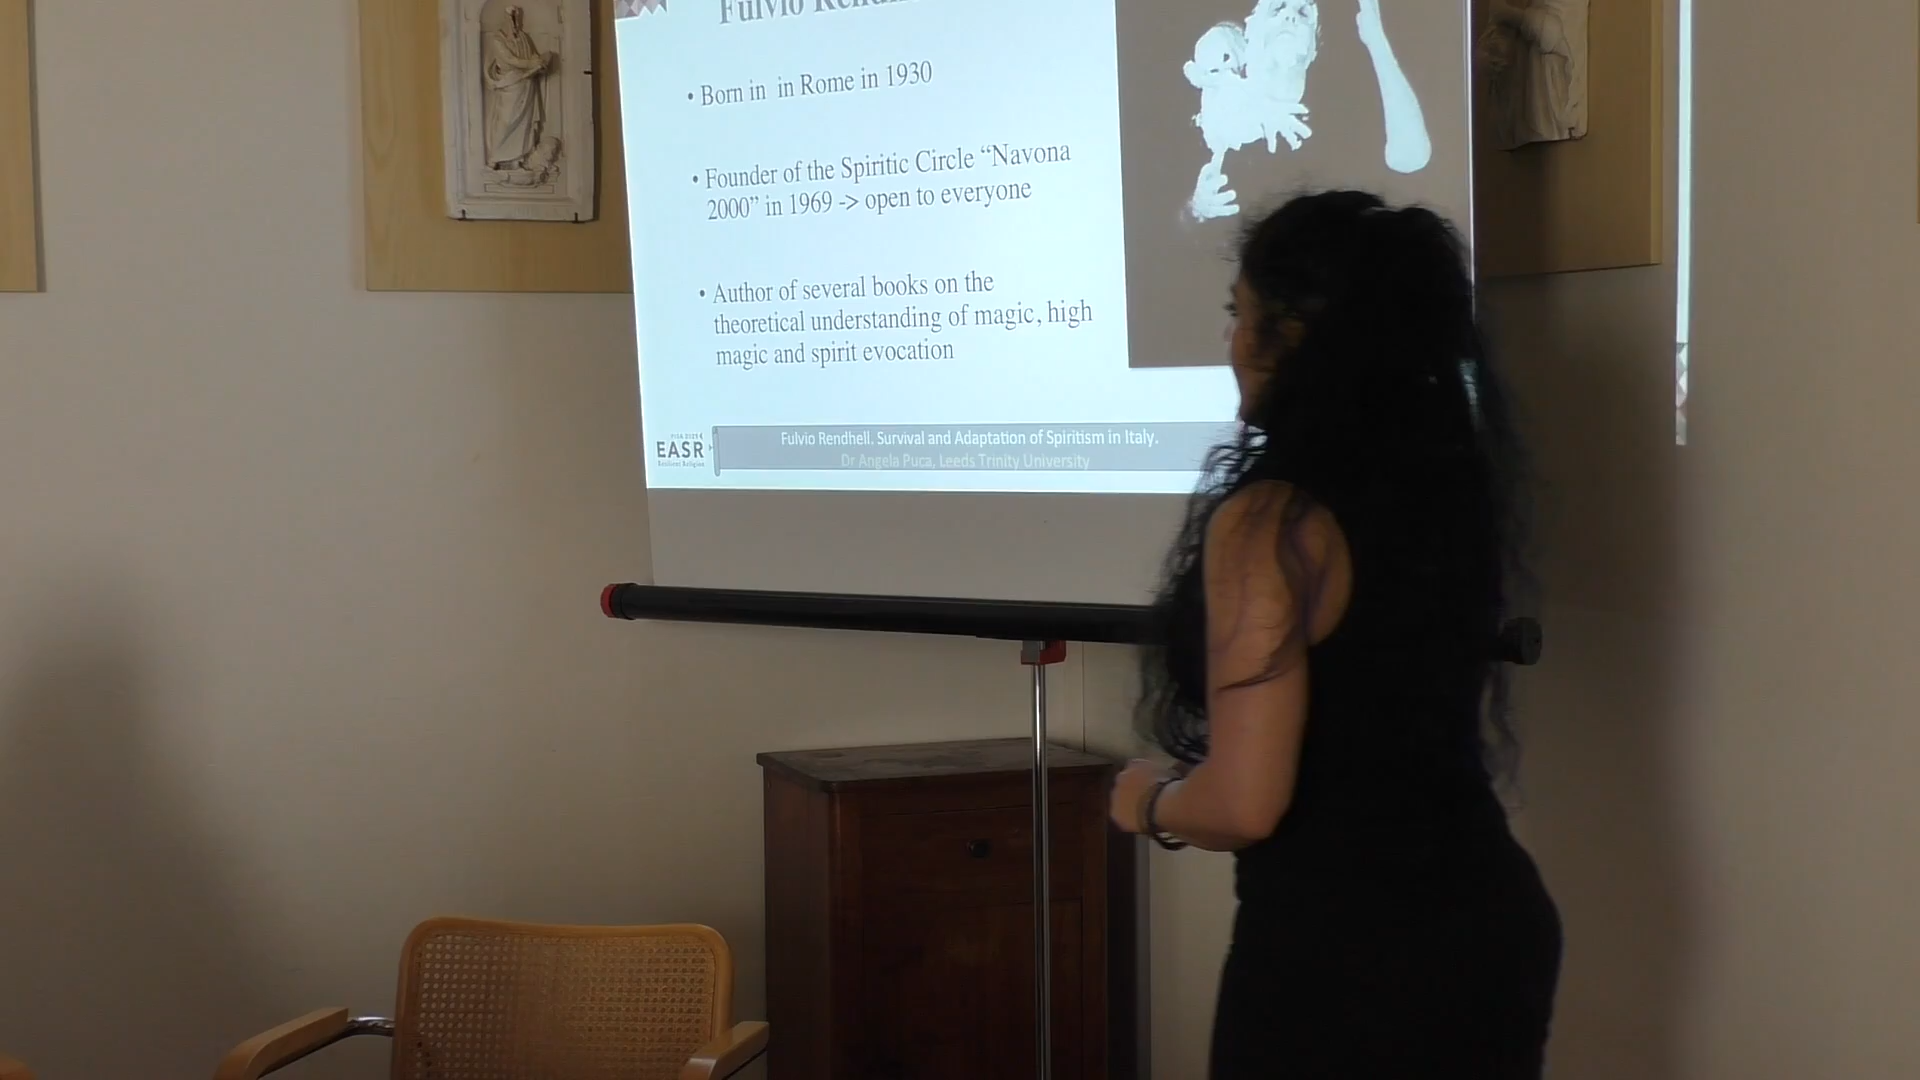 Fulvio
• Born in in Rome in 1930
• Founder of the Spiritic Circle “Navona
2000” in 1969 -> open to everyone
• Author of several books on the
theoretical understanding of magic, high
magic and spirit evocation
EASR
Fulvio Rendhell. Survival and Adaptation of Spiritism in Italy.
Dr Angela Puca, Leeds Trinity University